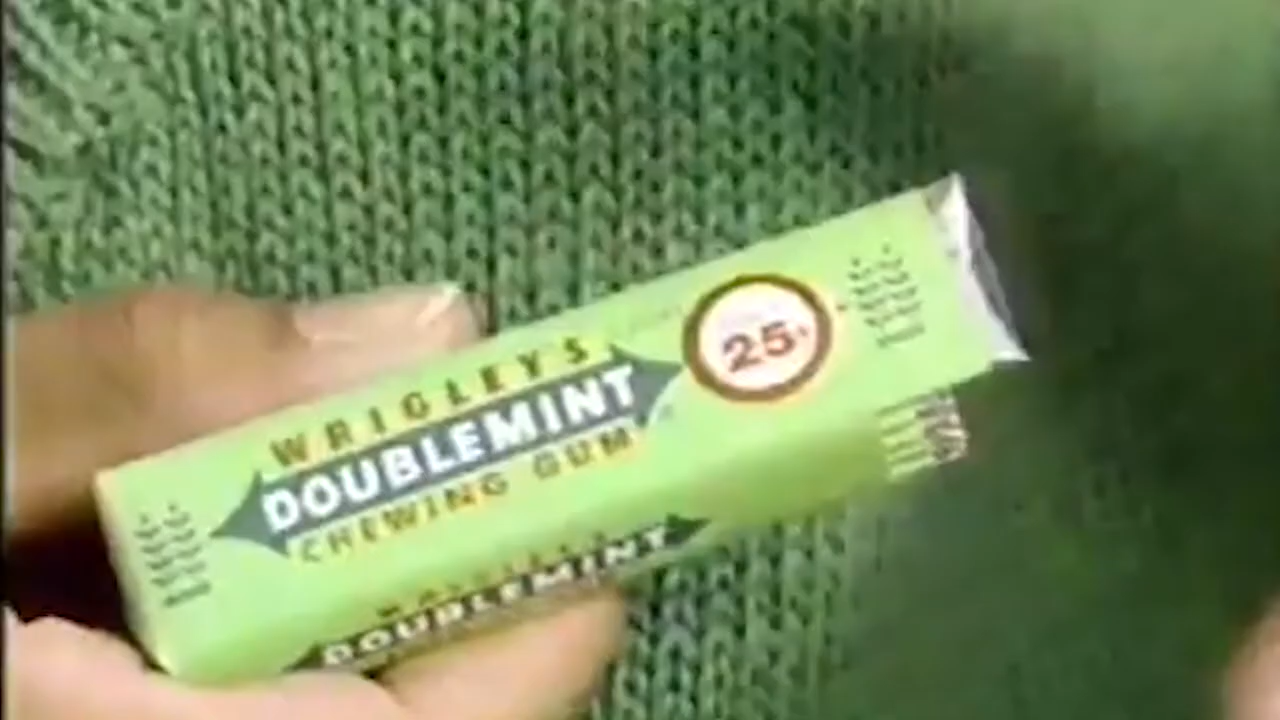 WRIGLEY'S
DOUBLEMINT
CHEWING GUM
25¢
DOUBLEMINT